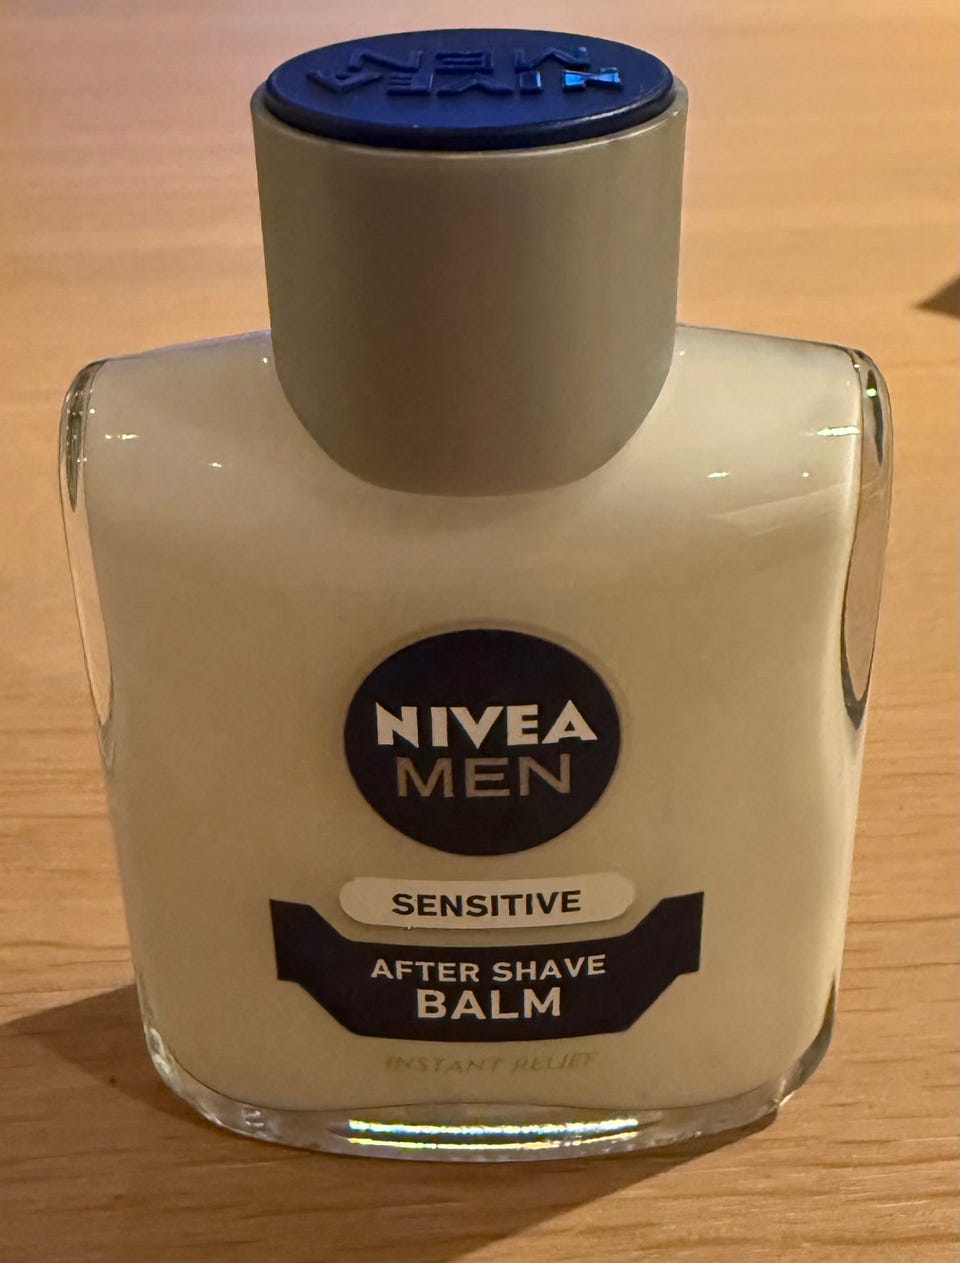 NIVEA
MEN
NIVEA
MEN
SENSITIVE
AFTER SHAVE
BALM
INSTANT RELIEF